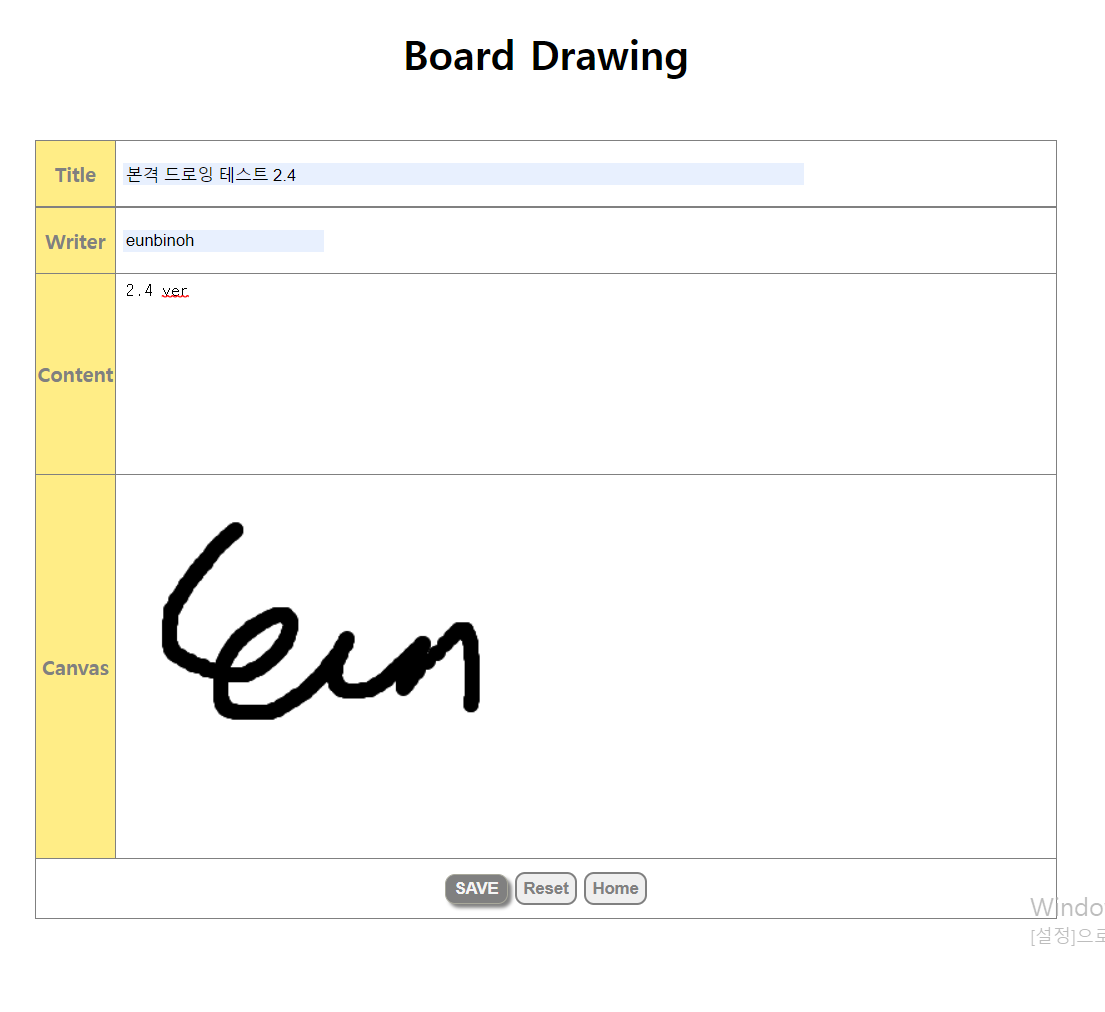 Board Drawing
Title
본격 드로잉 테스트 2.4
Writer
eunbinoh
Content
2.4 ver
Canvas
eun
SAVE Reset Home
Windo
[설정]으로